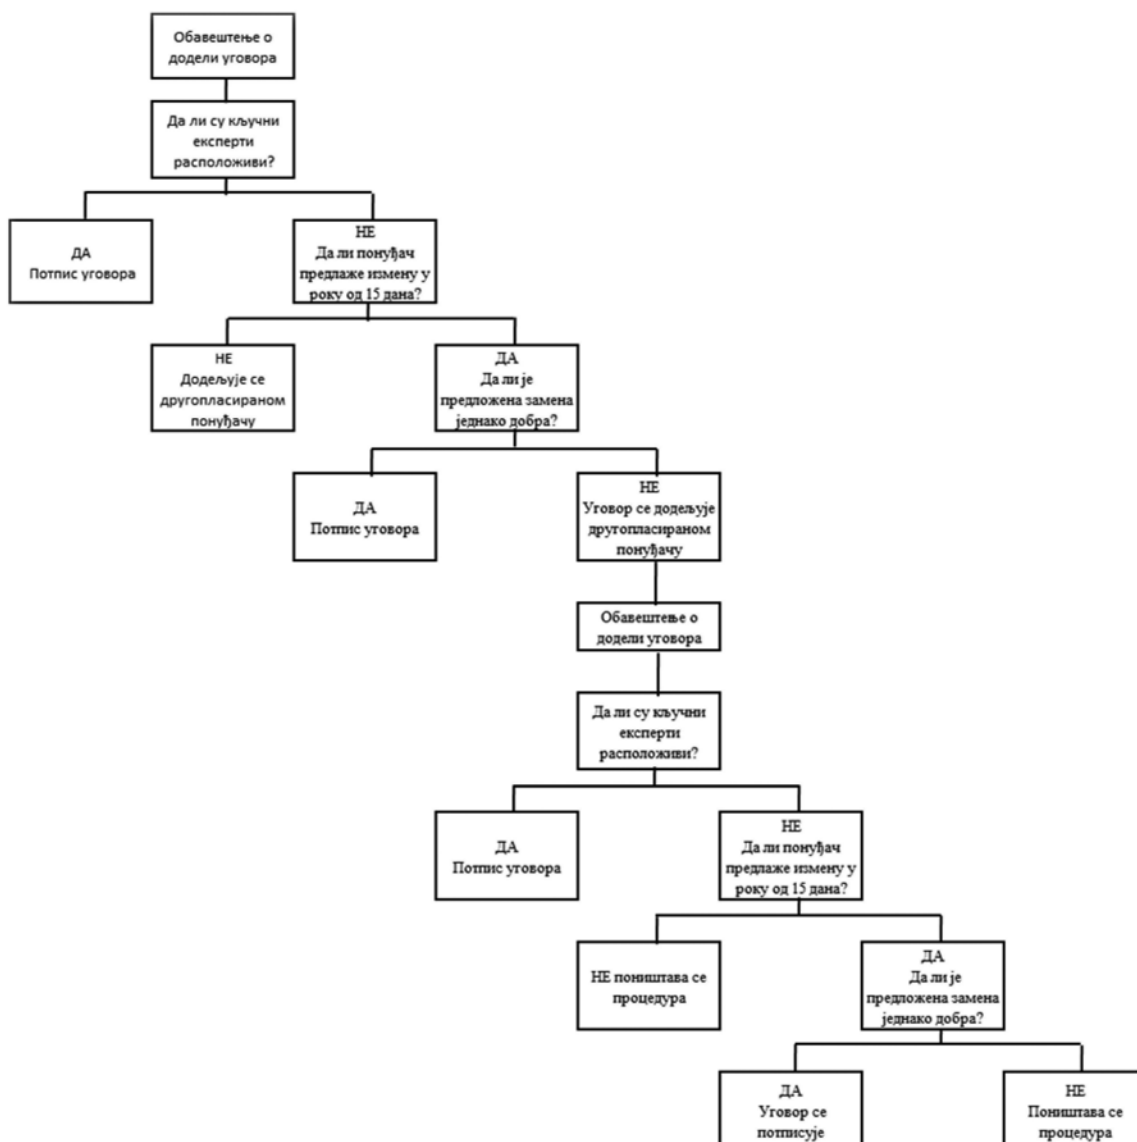 Обавештење о
додели уговора
Да ли су кључни
експерти
расположиви?
ДА
Потпис уговора
НЕ
Да ли понуђач
предлаже измену у
року од 15 дана?
НЕ
Додељује се
другопласираном
понуђачу
ДА
Да ли је
предложена замена
једнако добра?
ДА
Потпис уговора
НЕ
Уговор се додељује
другопласираном
понуђачу
Обавештење о
додели уговора
Да ли су кључни
експерти
расположиви?
ДА
Потпис уговора
НЕ
Да ли понуђач
предлаже измену у
року од 15 дана?
НЕ поништава се
процедура
ДА
Да ли је
предложена замена
једнако добра?
ДА
Уговор се
потписује
НЕ
Поништава се
процедура